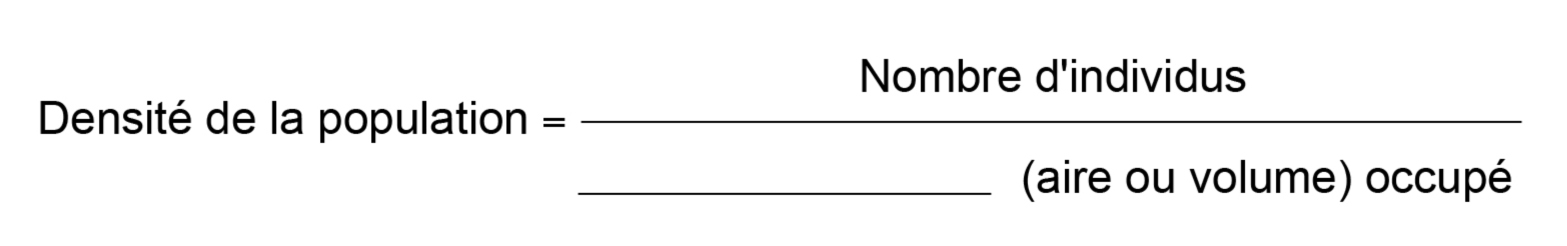 Nombre d'individus
Densité de la population =
(aire ou volume) occupé